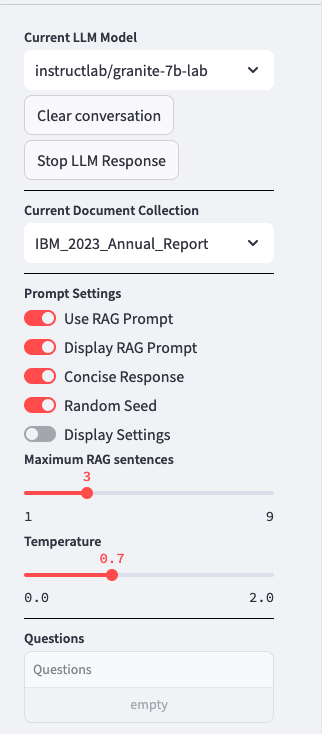 Current LLM Model
instructlab/granite-7b-lab
Clear conversation
Stop LLM Response
Current Document Collection
IBM_2023_Annual_Report
Prompt Settings
Use RAG Prompt
Display RAG Prompt
Concise Response
Random Seed
Display Settings
Maximum RAG sentences
3
1 9
Temperature
0.7
0.0 2.0
Questions
Questions
empty